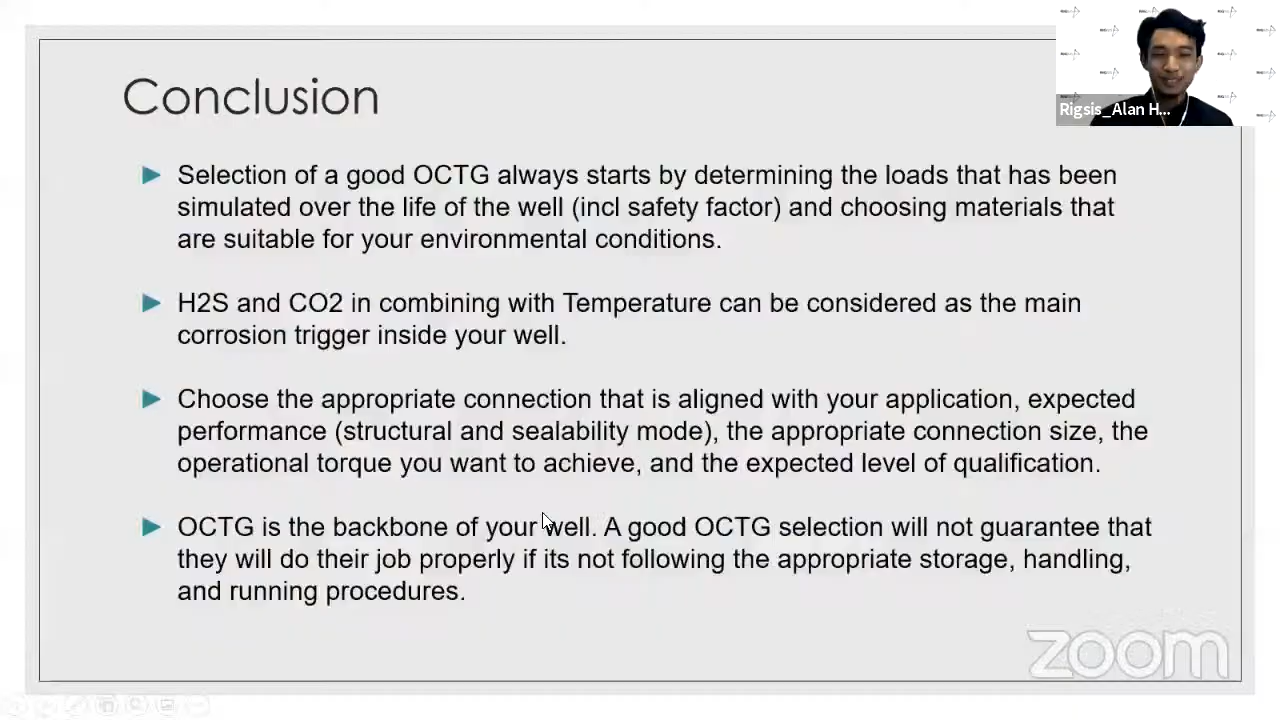 Conclusion
Rigsis_Alan H...
Selection of a good OCTG always starts by determining the loads that has been
simulated over the life of the well (incl safety factor) and choosing materials that
are suitable for your environmental conditions.
H2S and CO2 in combining with Temperature can be considered as the main
corrosion trigger inside your well.
Choose the appropriate connection that is aligned with your application, expected
performance (structural and sealability mode), the appropriate connection size, the
operational torque you want to achieve, and the expected level of qualification.
OCTG is the backbone of your well. A good OCTG selection will not guarantee that
they will do their job properly if its not following the appropriate storage, handling,
and running procedures.
zoom